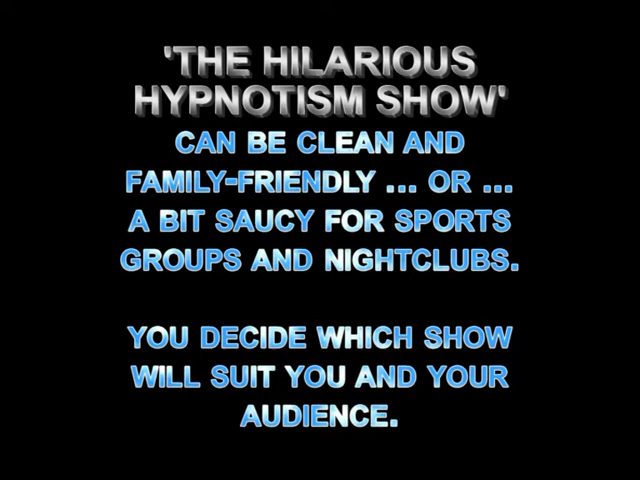 'THE HILARIOUS
HYPNOTISM SHOW'
CAN BE CLEAN AND
FAMILY-FRIENDLY ... OR ...
A BIT SAUCY FOR SPORTS
GROUPS AND NIGHTCLUBS.
YOU DECIDE WHICH SHOW
WILL SUIT YOU AND YOUR
AUDIENCE.